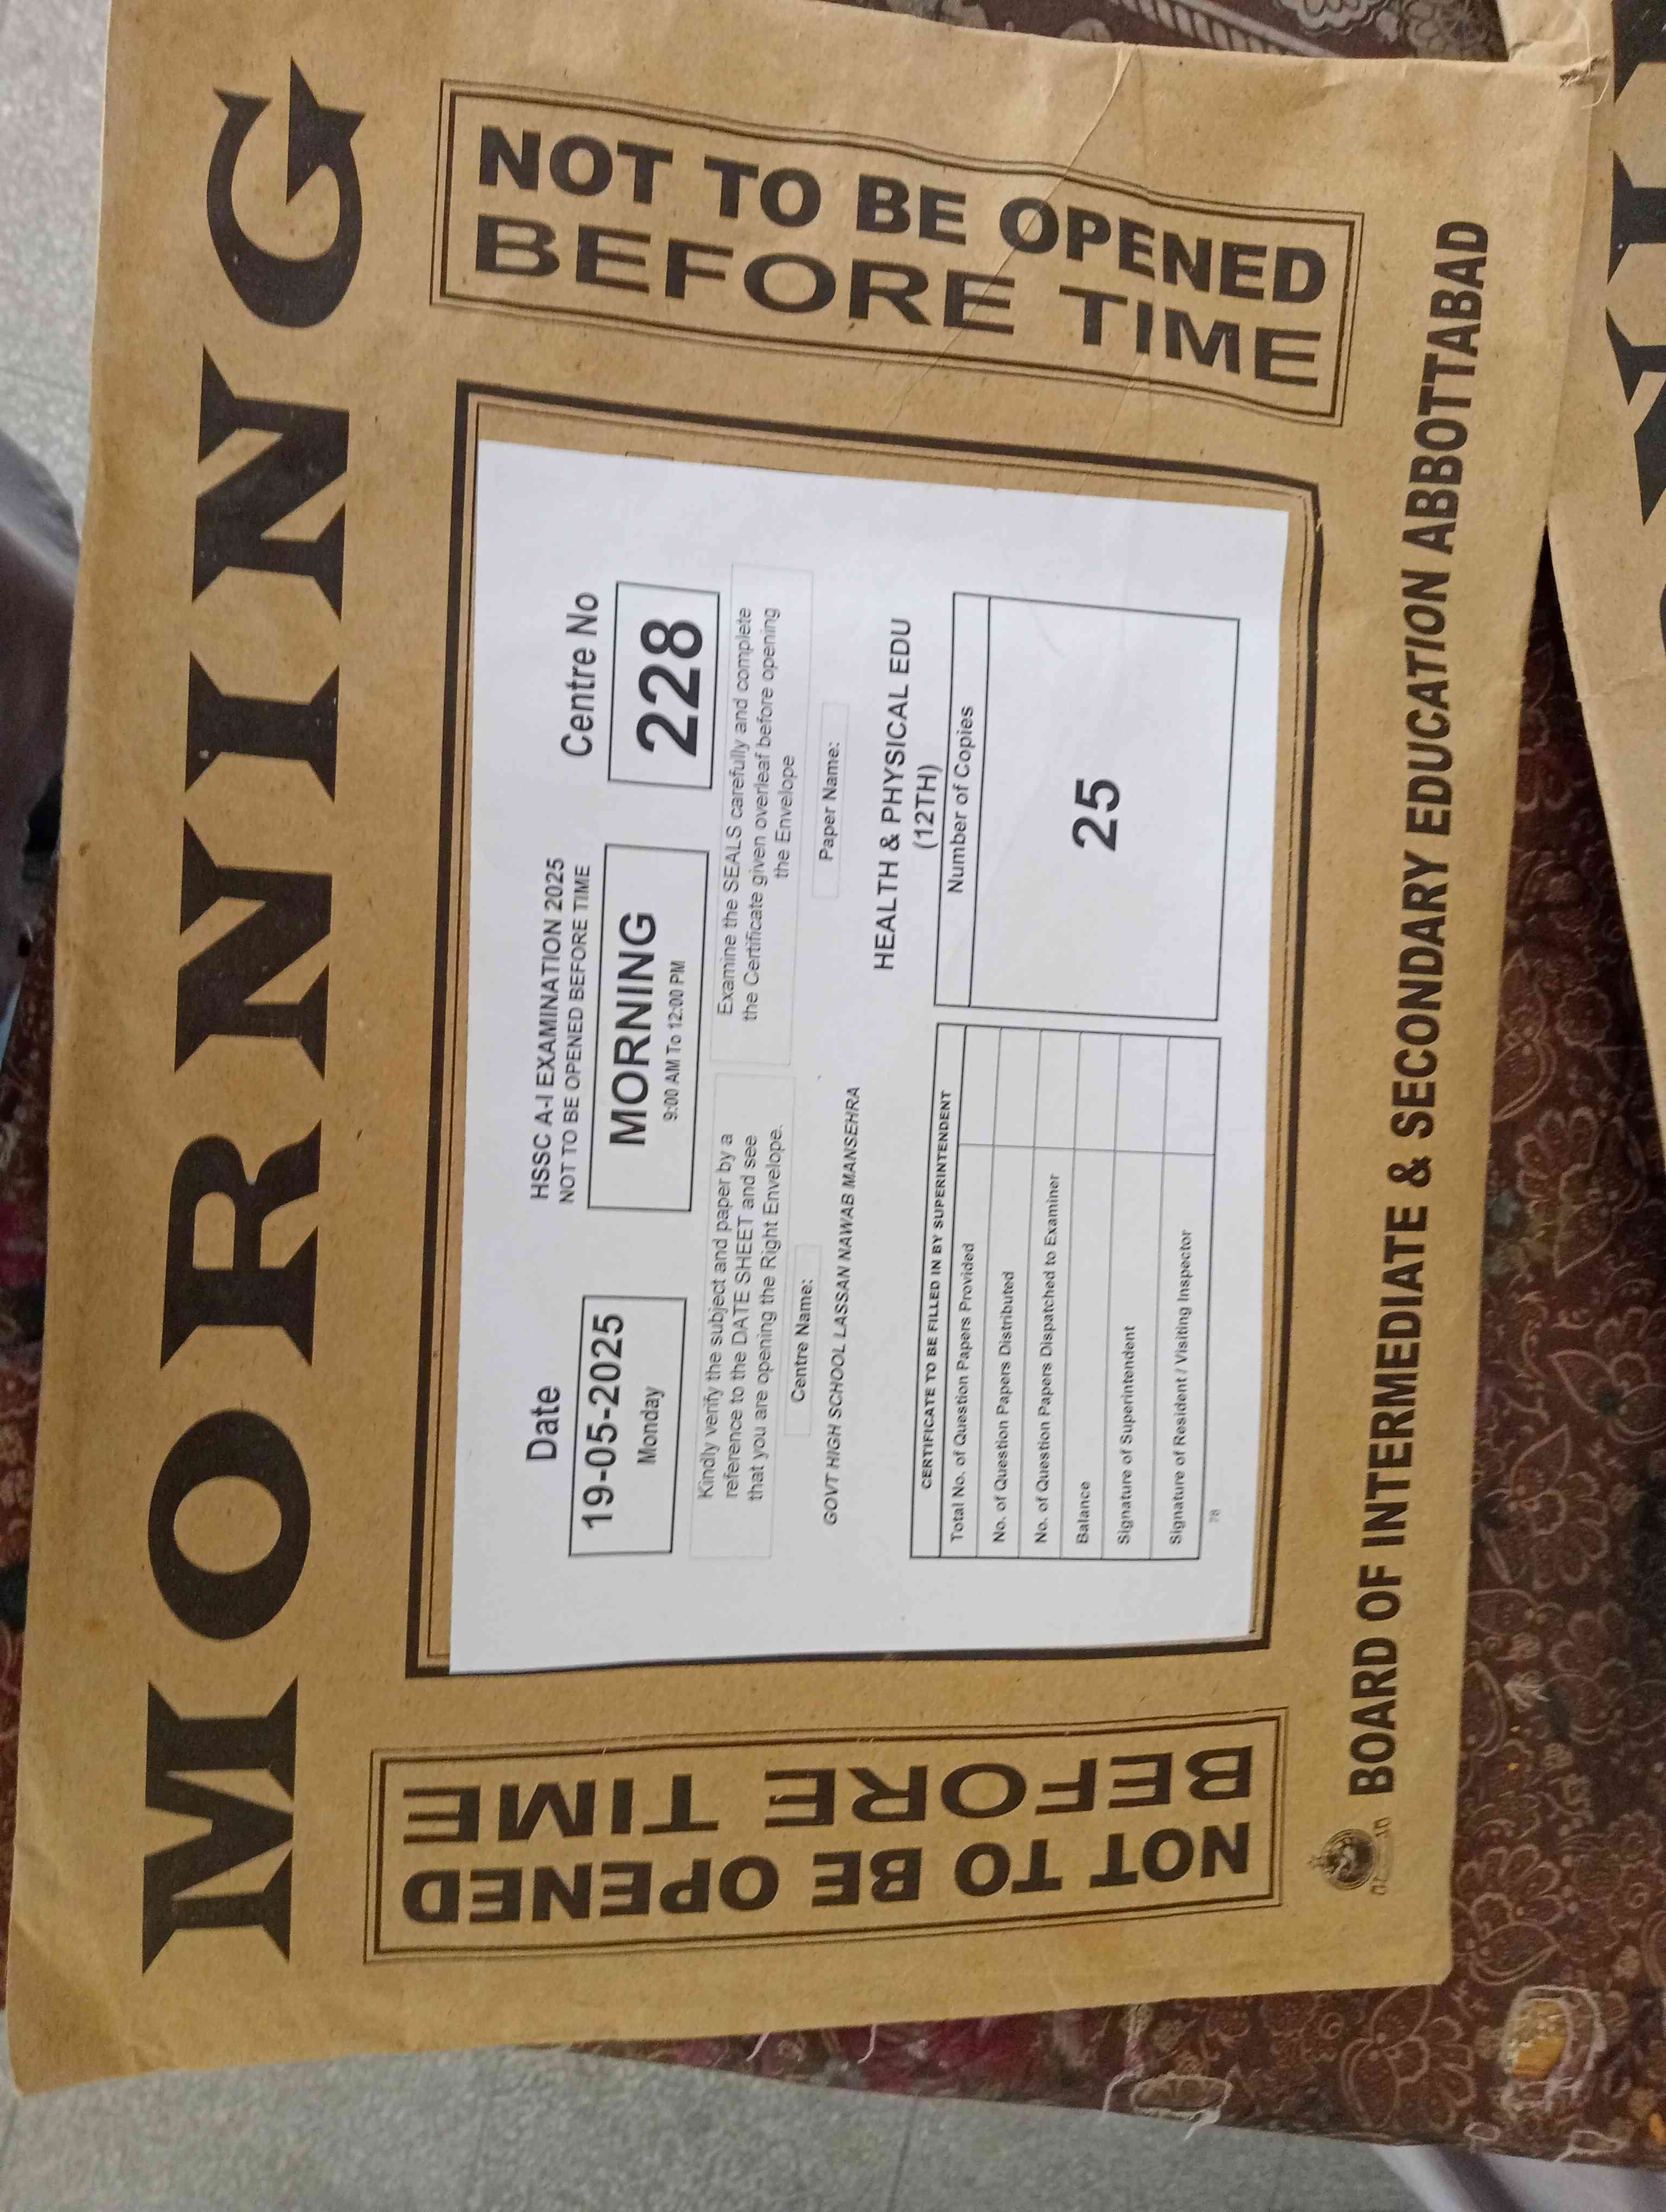 MORNING
NOT TO BE OPENED
BEFORE TIME
Date
19-05-2025
Monday
HSSC A-I EXAMINATION 2025
NOT TO BE OPENED BEFORE TIME
MORNING
9:00 AM To 12:00 PM
Centre No
228
Kindly verify the subject and paper by a
reference to the DATE SHEET and see
that you are opening the Right Envelope.
Examine the SEALS carefully and complete
the Certificate given overleaf before opening
the Envelope
Centre Name:
GOVT HIGH SCHOOL LASSAN NAWAB MANSEHRA
Paper Name:
HEALTH & PHYSICAL EDU
(12TH)
CERTIFICATE TO BE FILLED IN BY SUPERINTENDENT
Total No. of Question Papers Provided
No. of Question Papers Distributed
No. of Question Papers Dispatched to Examiner
Balance
Signature of Superintendent
Signature of Resident / Visiting Inspector
78
Number of Copies
25
NOT TO BE OPENED
BEFORE TIME
BOARD OF INTERMEDIATE & SECONDARY EDUCATION ABBOTTABAD